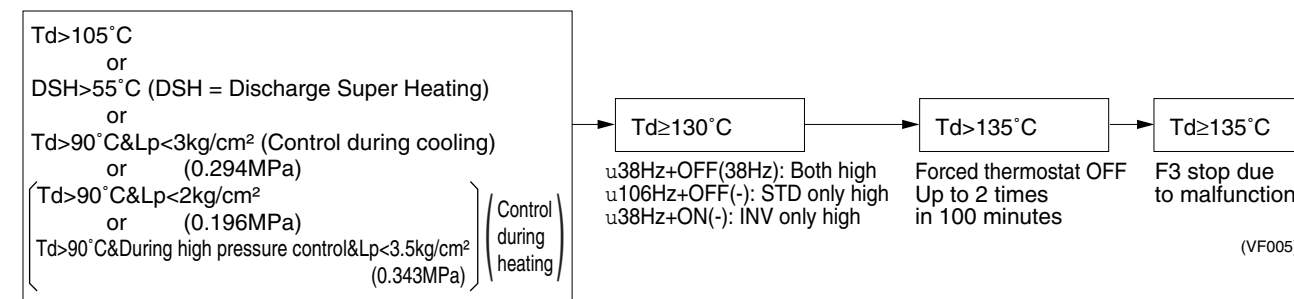 Td>105˚C
or
DSH>55˚C (DSH = Discharge Super Heating)
or
Td>90˚C&Lp<3kg/cm² (Control during cooling)
or (0.294MPa)
Td>90˚C&Lp<2kg/cm²
or (0.196MPa)
Td>90˚C&During high pressure control&Lp<3.5kg/cm²
(0.343MPa)
Control
during
heating
Td≥130˚C
u38Hz+OFF(38Hz): Both high
u106Hz+OFF(-): STD only high
u38Hz+ON(-): INV only high
Td>135˚C
Forced thermostat OFF
Up to 2 times
in 100 minutes
Td≥135˚C
F3 stop due
to malfunction
(VF005)